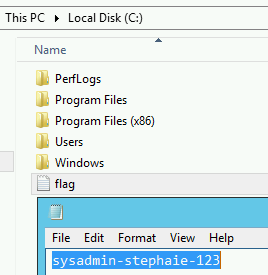 This PC ▸ Local Disk (C:)
Name
PerfLogs
Program Files
Program Files (x86)
Users
Windows
flag
File Edit Format View Help
sysadmin-stephaie-123